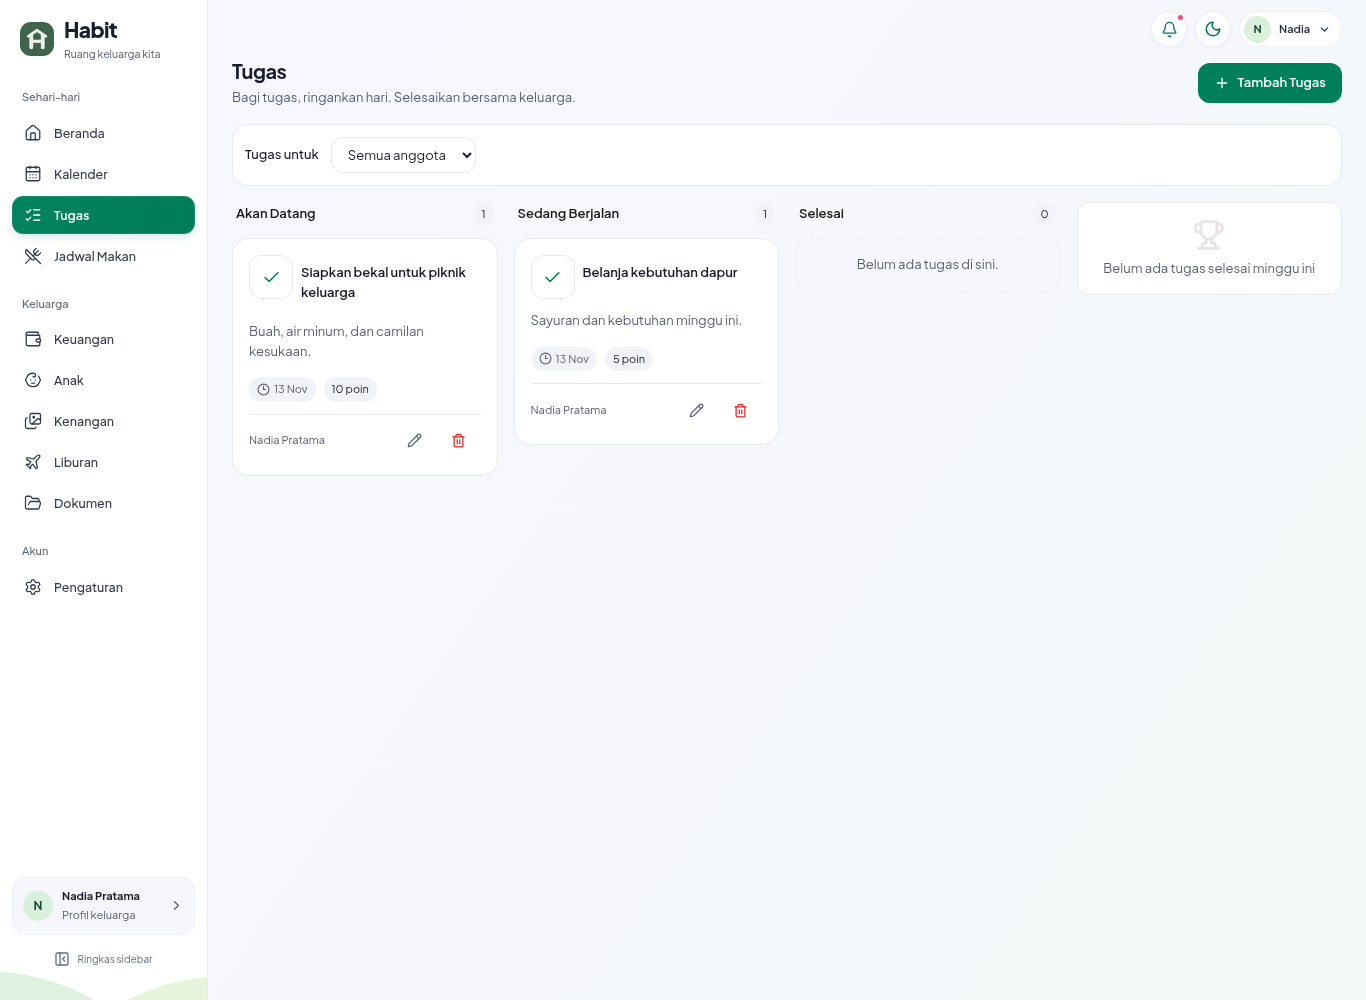 Habit
Ruang keluarga kita
Sehari-hari
Beranda
Kalender
Tugas
Jadwal Makan
Keluarga
Keuangan
Anak
Kenangan
Liburan
Dokumen
Akun
Pengaturan
N
Nadia Pratama
Profil keluarga
Ringkas sidebar
N
Nadia
Tugas
Bagi tugas, ringankan hari. Selesaikan bersama keluarga.
Tambah Tugas
Tugas untuk
Semua anggota
Akan Datang
1
Siapkan bekal untuk piknik
keluarga
Buah, air minum, dan camilan
kesukaan.
13 Nov
10 poin
Nadia Pratama
Sedang Berjalan
1
Belanja kebutuhan dapur
Sayuran dan kebutuhan minggu ini.
13 Nov
5 poin
Nadia Pratama
Selesai
0
Belum ada tugas di sini.
Belum ada tugas selesai minggu ini